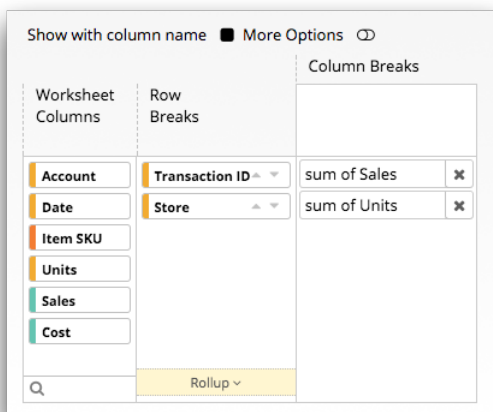 Show with column name More Options
Column Breaks
Worksheet Columns
Row Breaks
Account
Date
Item SKU
Units
Sales
Cost
Transaction ID
Store
Rollup
sum of Sales
sum of Units